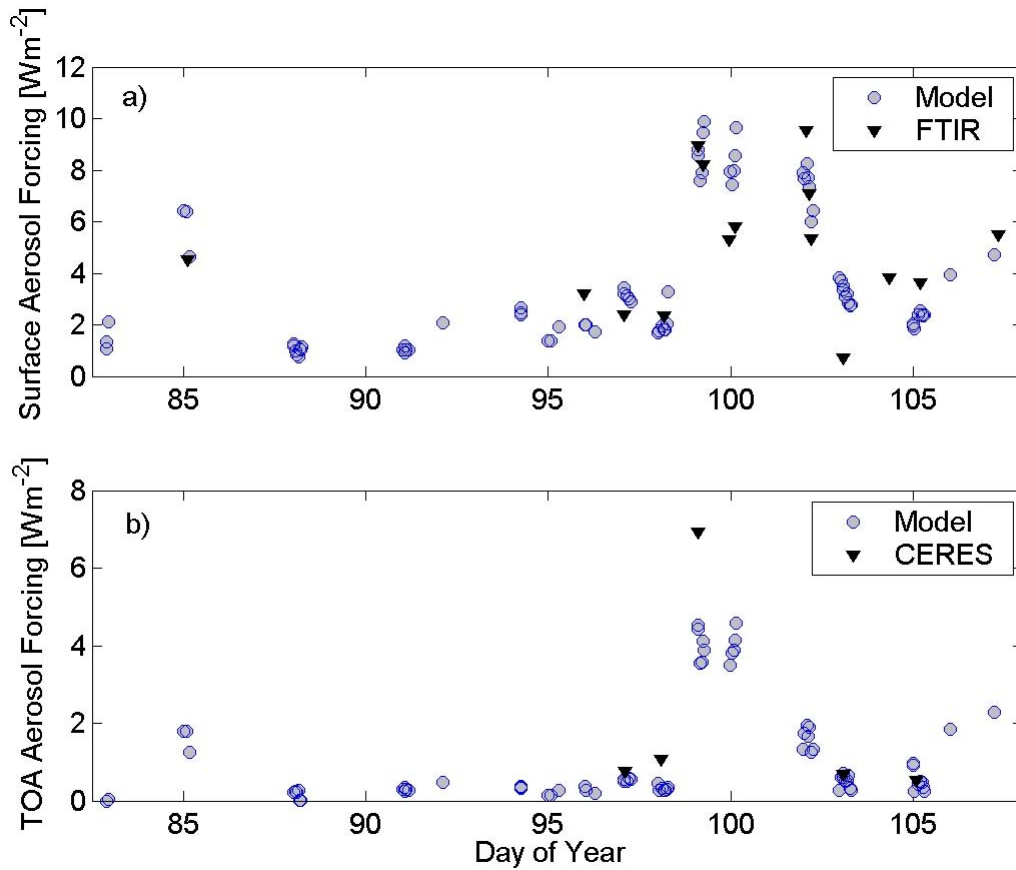 Surface Aerosol Forcing [Wm-2]
12
10
8
6
4
2
0
a)
Model
FTIR
85 90 95 100 105
TOA Aerosol Forcing [Wm-2]
8
6
4
2
0
b)
Model
CERES
85 90 95 100 105
Day of Year